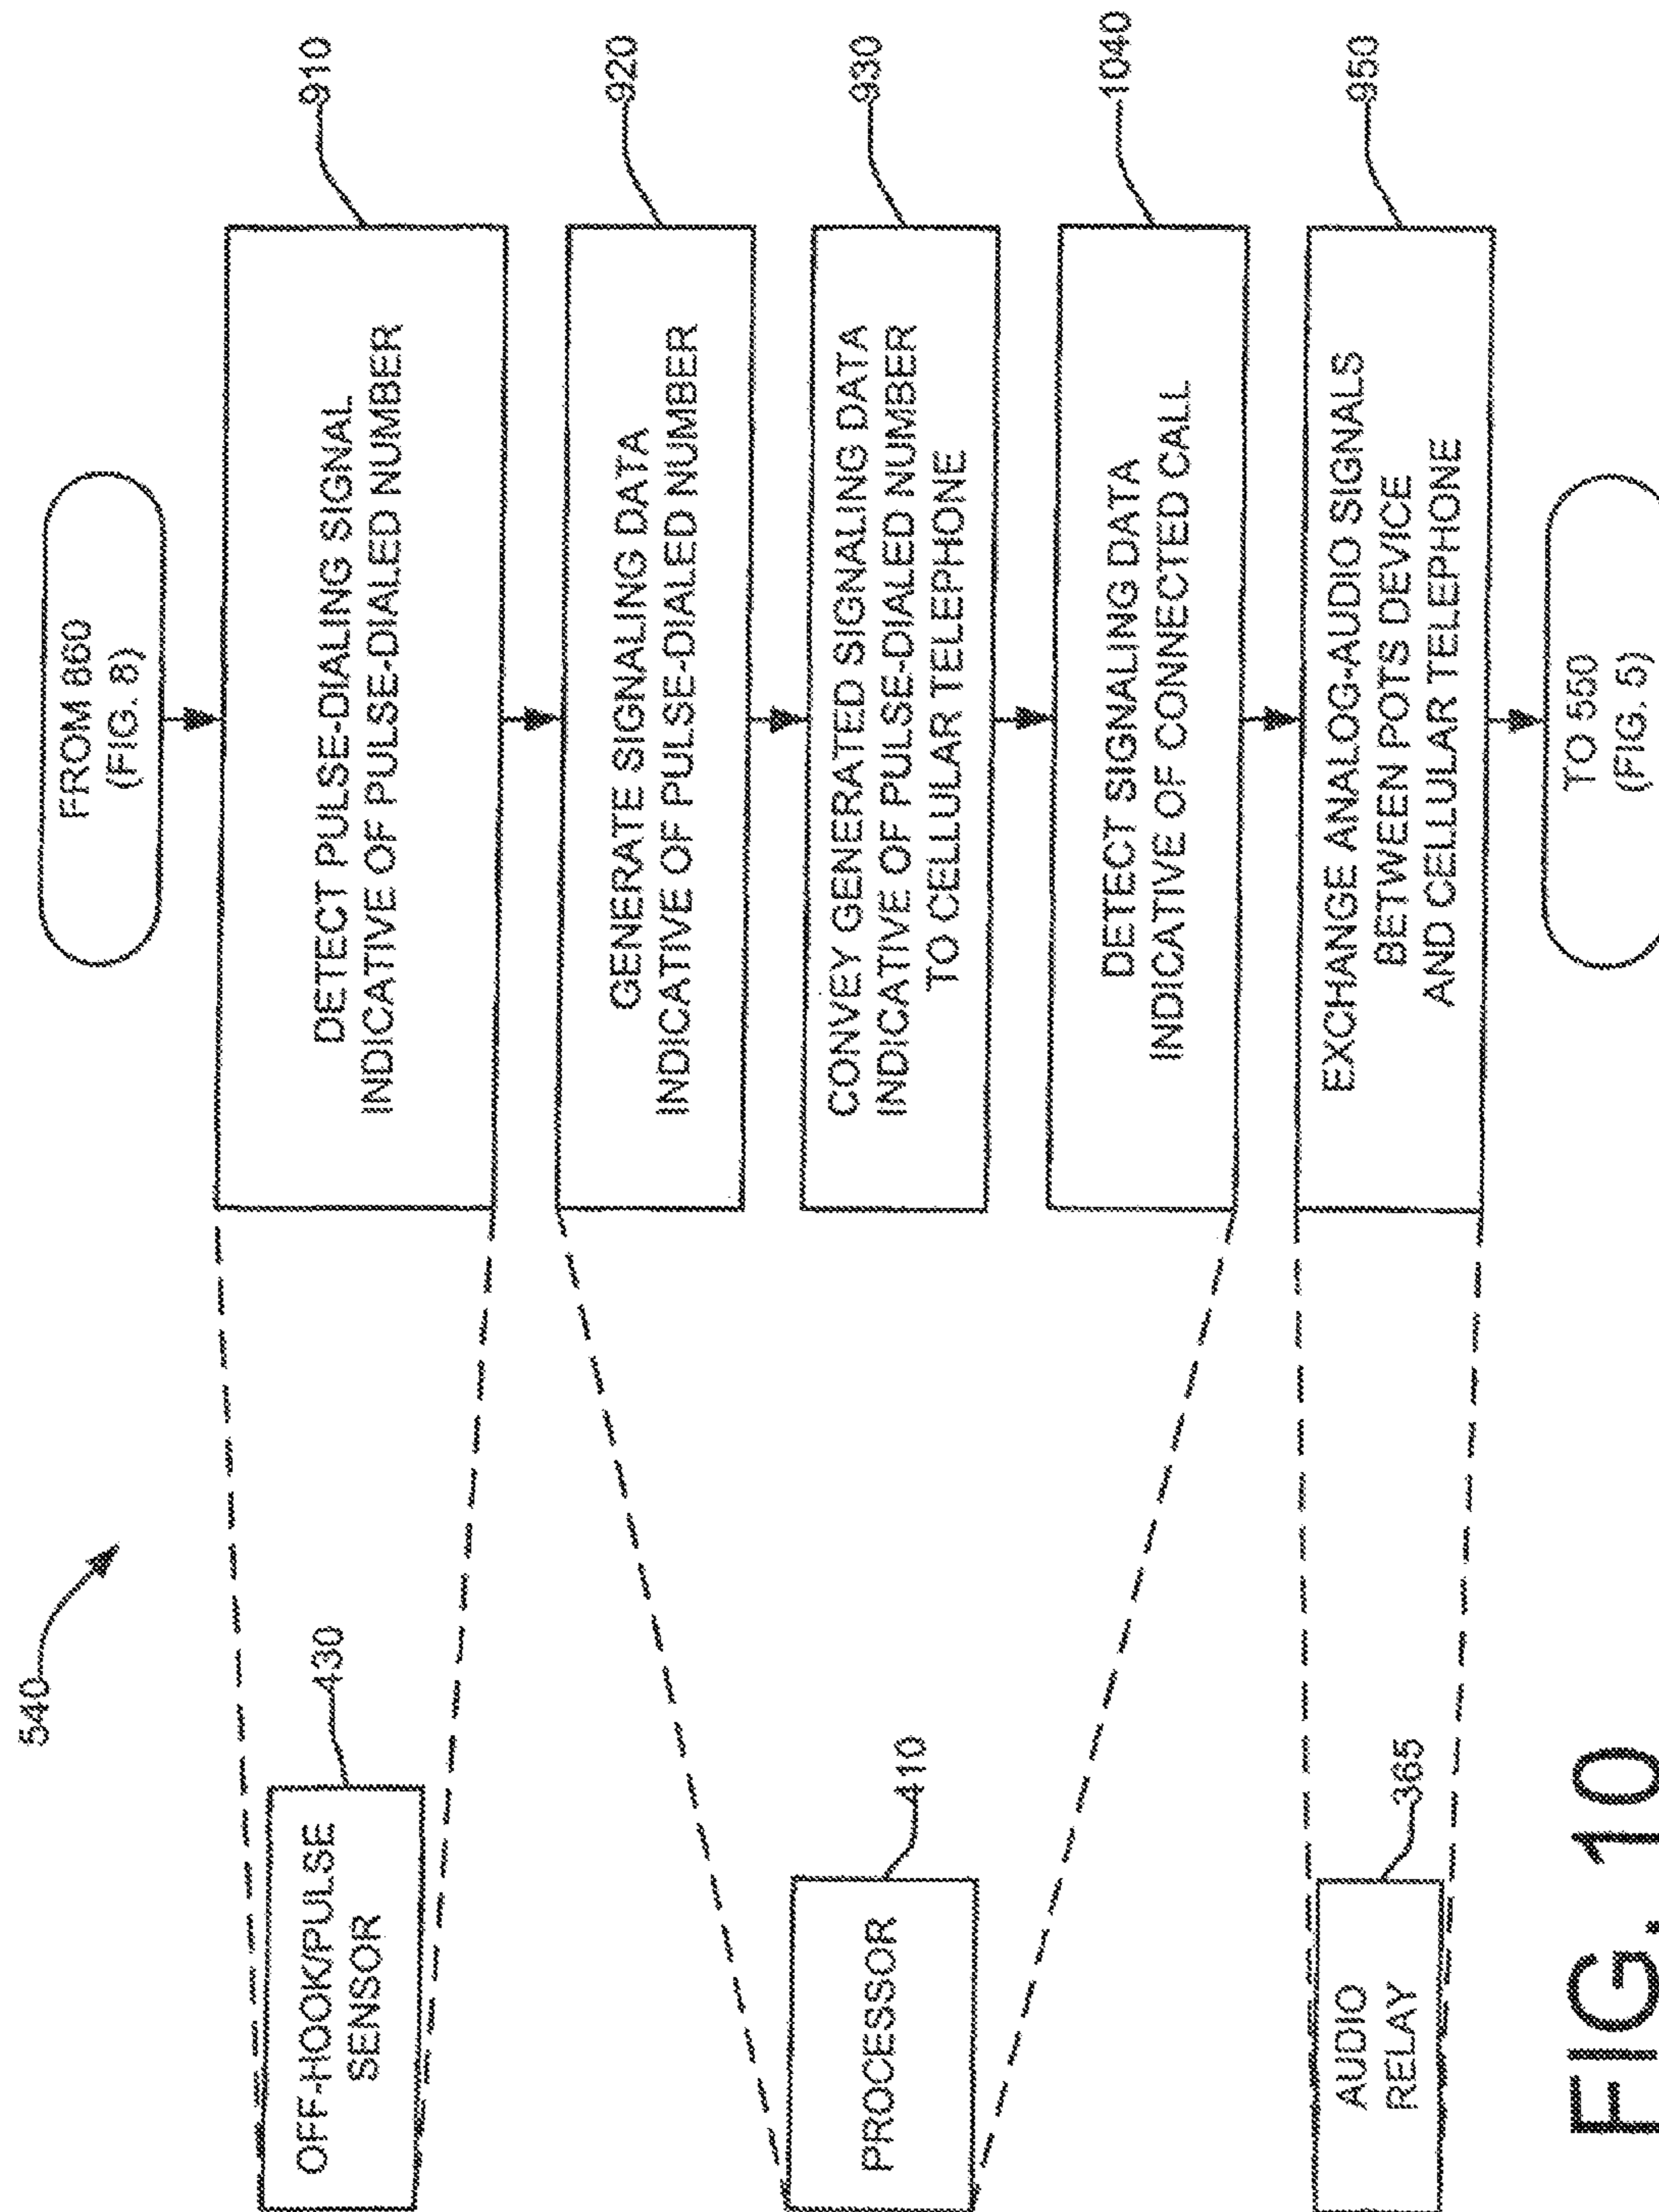 540
FROM 860
(FIG. 8)
OFF-HOOK/PULSE
SENSOR
430
DETECT PULSE-DIALING SIGNAL
INDICATIVE OF PULSE-DIALED NUMBER
910
GENERATE SIGNALING DATA
INDICATIVE OF PULSE-DIALED NUMBER
920
PROCESSOR
410
CONVEY GENERATED SIGNALING DATA
INDICATIVE OF PULSE-DIALED NUMBER
TO CELLULAR TELEPHONE
930
DETECT SIGNALING DATA
INDICATIVE OF CONNECTED CALL
1040
AUDIO
RELAY
365
EXCHANGE ANALOG-AUDIO SIGNALS
BETWEEN POTS DEVICE
AND CELLULAR TELEPHONE
950
TO 550
(FIG. 5)
FIG. 10